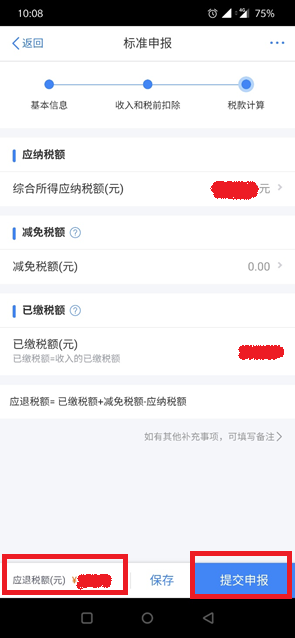 10:08
4G 75%
返回
标准申报
基本信息
收入和税前扣除
税款计算
应纳税额
综合所得应纳税额(元)
元
减免税额
减免税额(元)
0.00
已缴税额
已缴税额(元)
已缴税额=收入的已缴税额
应退税额= 已缴税额+减免税额-应纳税额
如有其他补充事项，可填写备注
应退税额(元) ¥
保存
提交申报